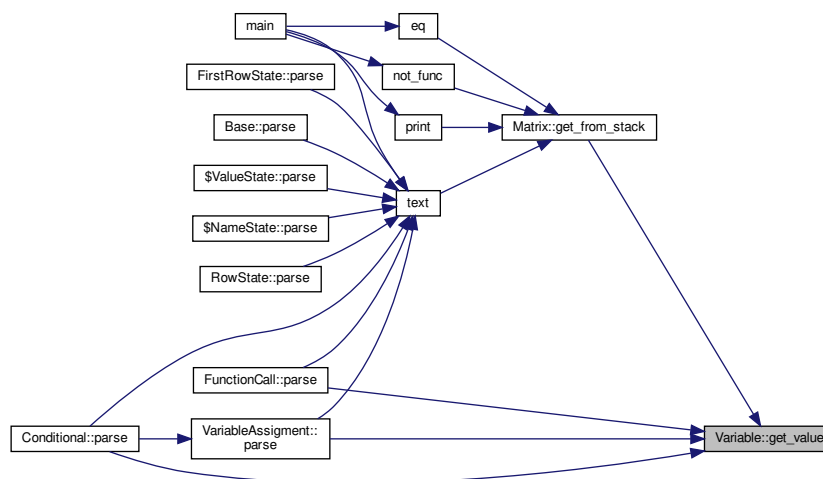 main
eq
not_func
FirstRowState::parse
print
Matrix::get_from_stack
Base::parse
$ValueState::parse
text
$NameState::parse
RowState::parse
FunctionCall::parse
Conditional::parse
VariableAssigment::
parse
Variable::get_value